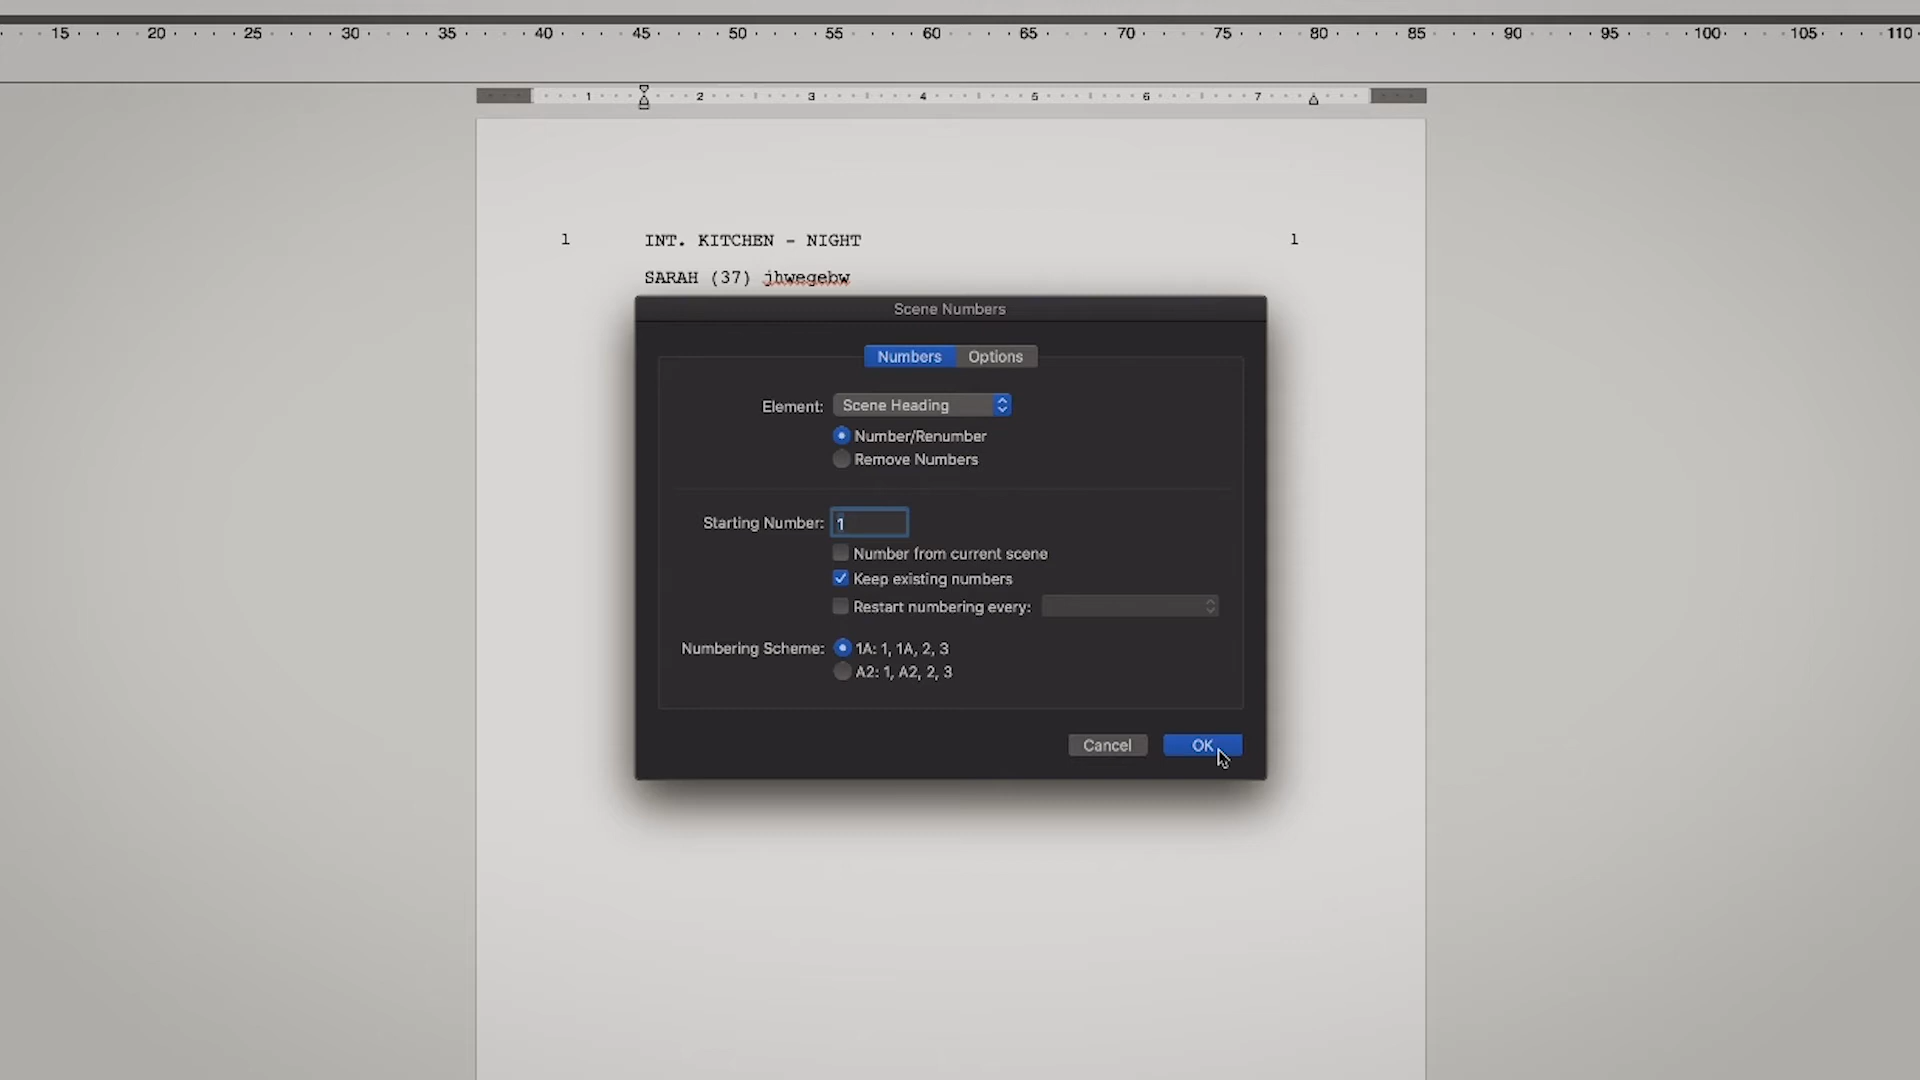 15 20 25 30 35 40 45 50 55 60 65 70 75 80 85 90 95 100 105 110
1 2 3 4 5 6 7
1 INT. KITCHEN - NIGHT 1
SARAH (37) jhwegebw
Scene Numbers
Numbers Options
Element: Scene Heading
Number/Renumber
Remove Numbers
Starting Number: 1
Number from current scene
Keep existing numbers
Restart numbering every:
Numbering Scheme: 1A: 1, 1A, 2, 3
A2: 1, A2, 2, 3
Cancel OK